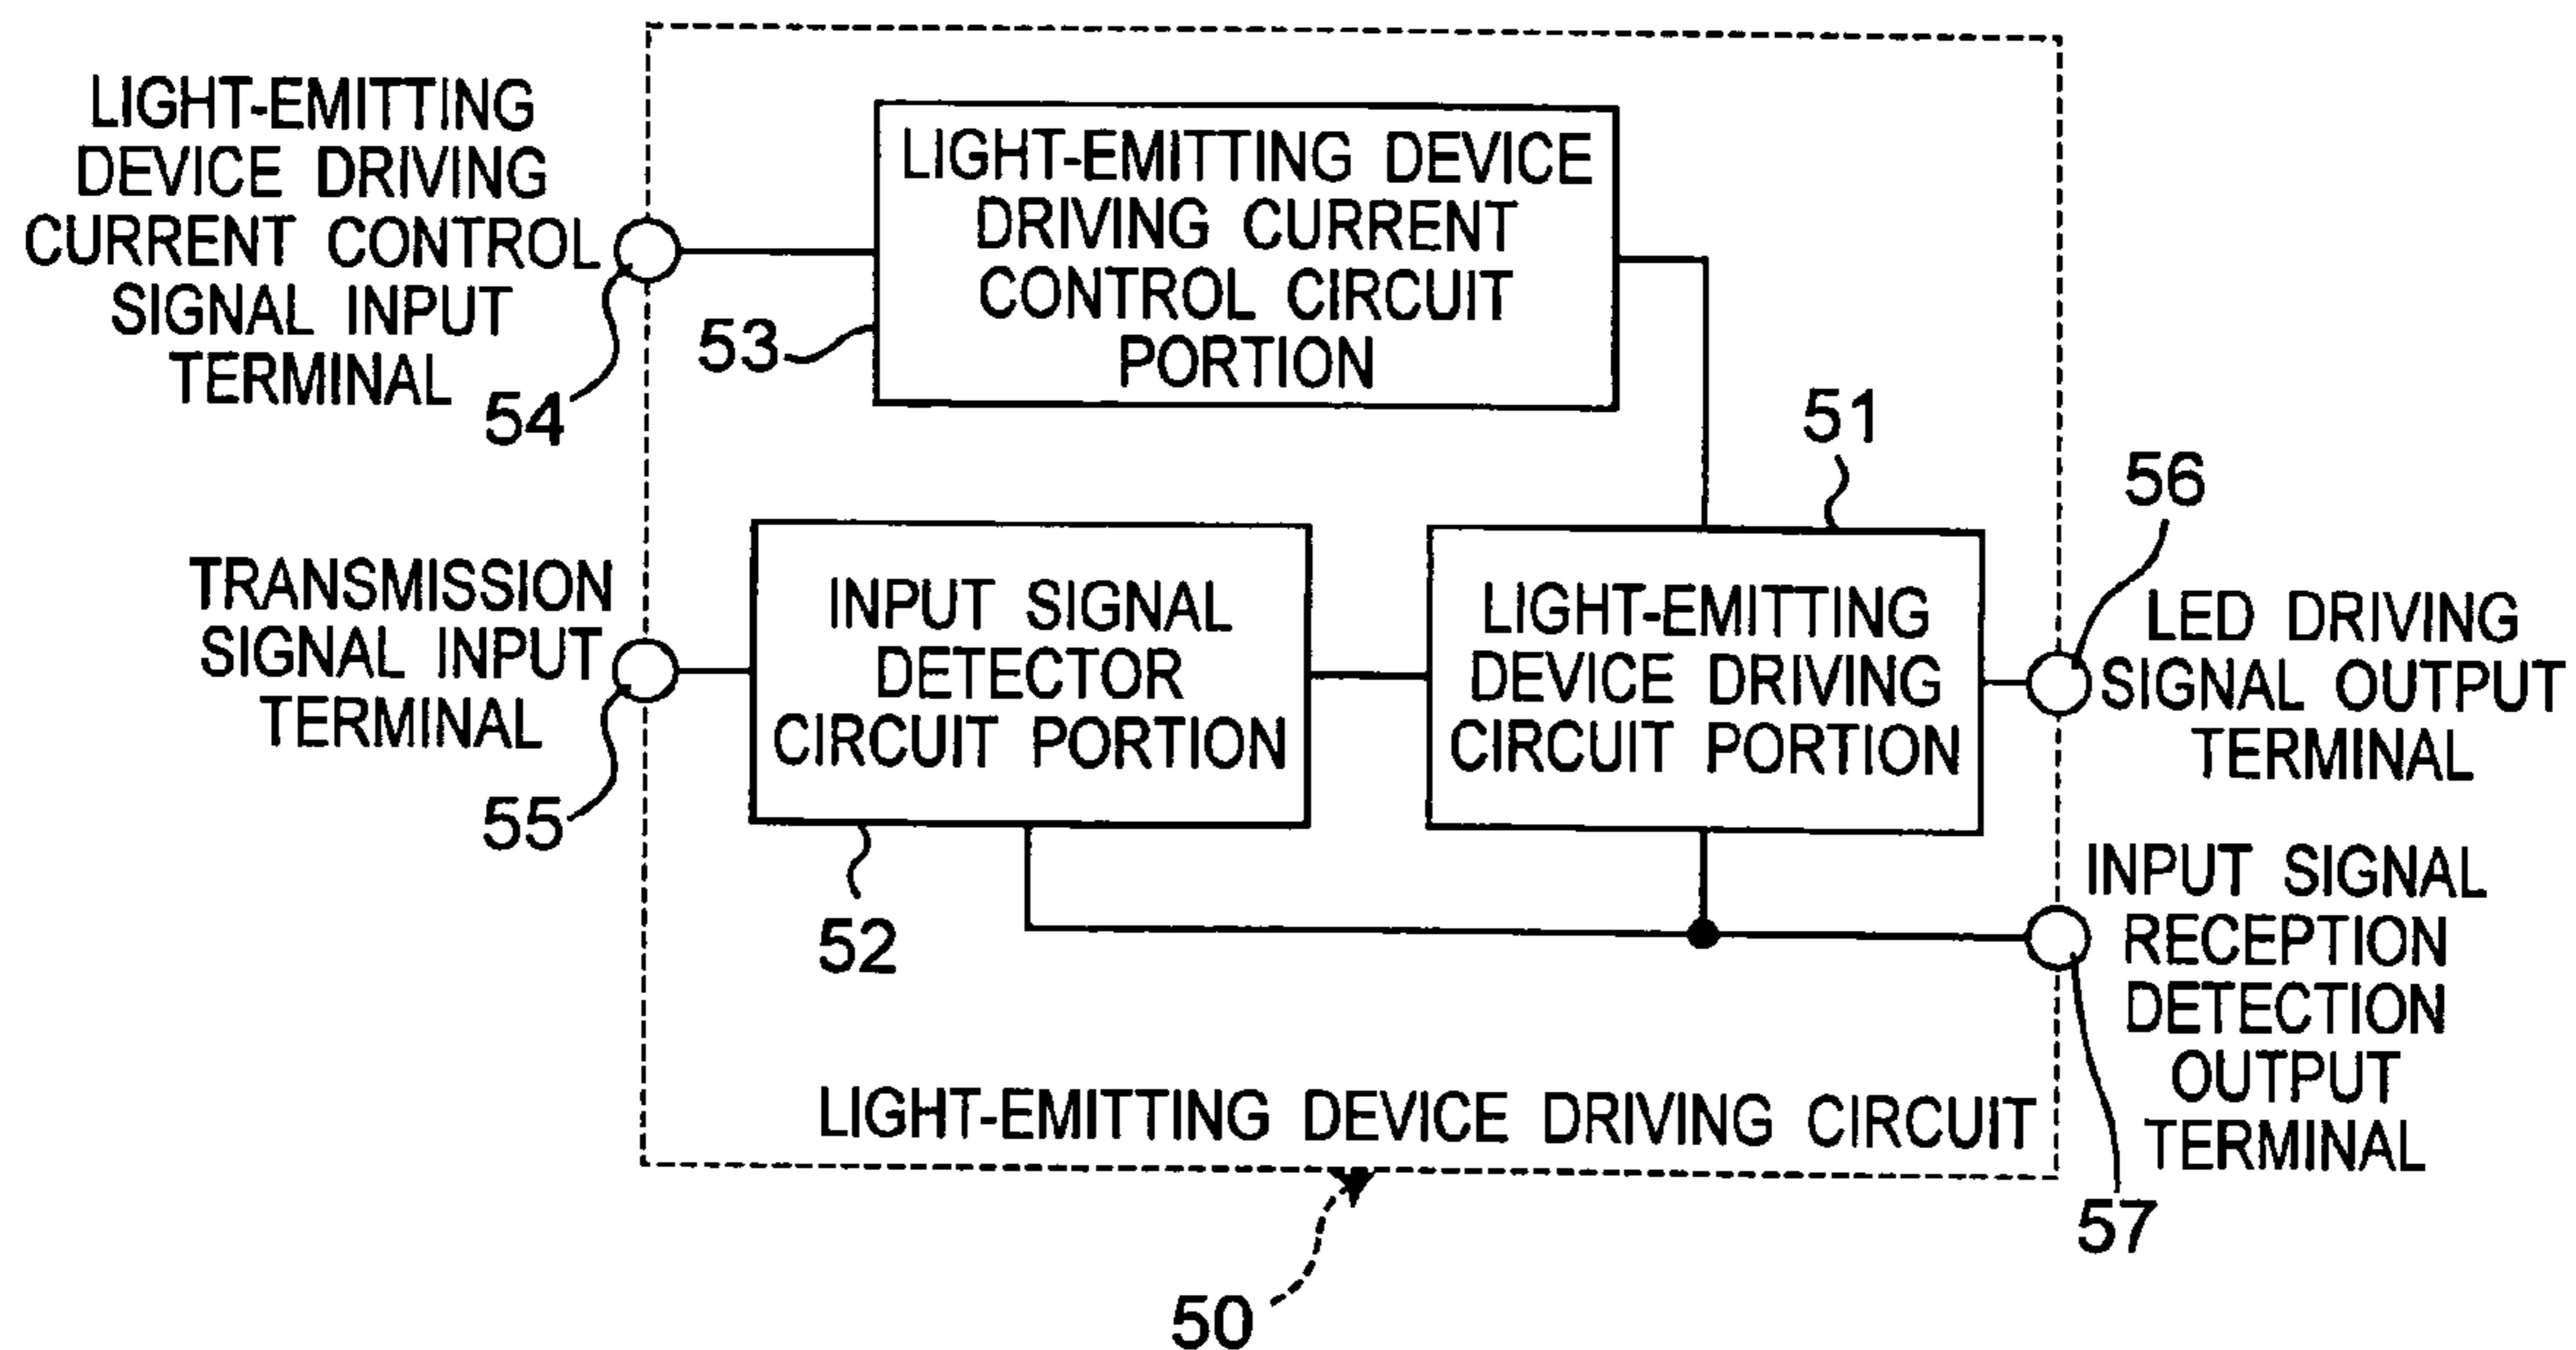 LIGHT-EMITTING
DEVICE DRIVING
CURRENT CONTROL
SIGNAL INPUT
TERMINAL
54
LIGHT-EMITTING DEVICE
DRIVING CURRENT
CONTROL CIRCUIT
PORTION
53
51
56
TRANSMISSION
SIGNAL INPUT
TERMINAL
55
INPUT SIGNAL
DETECTOR
CIRCUIT PORTION
52
LIGHT-EMITTING
DEVICE DRIVING
CIRCUIT PORTION
LED DRIVING
SIGNAL OUTPUT
TERMINAL
INPUT SIGNAL
RECEPTION
DETECTION
OUTPUT
TERMINAL
57
LIGHT-EMITTING DEVICE DRIVING CIRCUIT
50